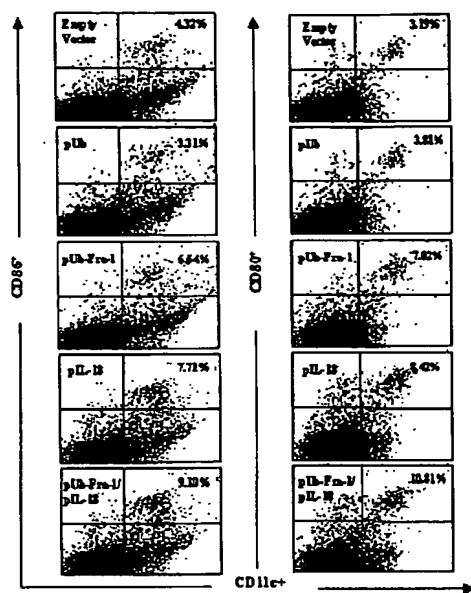 Empty
Vector
4.32%
pUb
3.31%
pUb-Fra-1
6.64%
pIL-18
7.71%
pUb-Fra-1/
pIL-18
9.13%
CD86⁺
Empty
Vector
3.19%
pUb
3.81%
pUb-Fra-1
7.02%
pIL-18
8.42%
pUb-Fra-1/
pIL-18
10.81%
CD80⁺
CD11c+